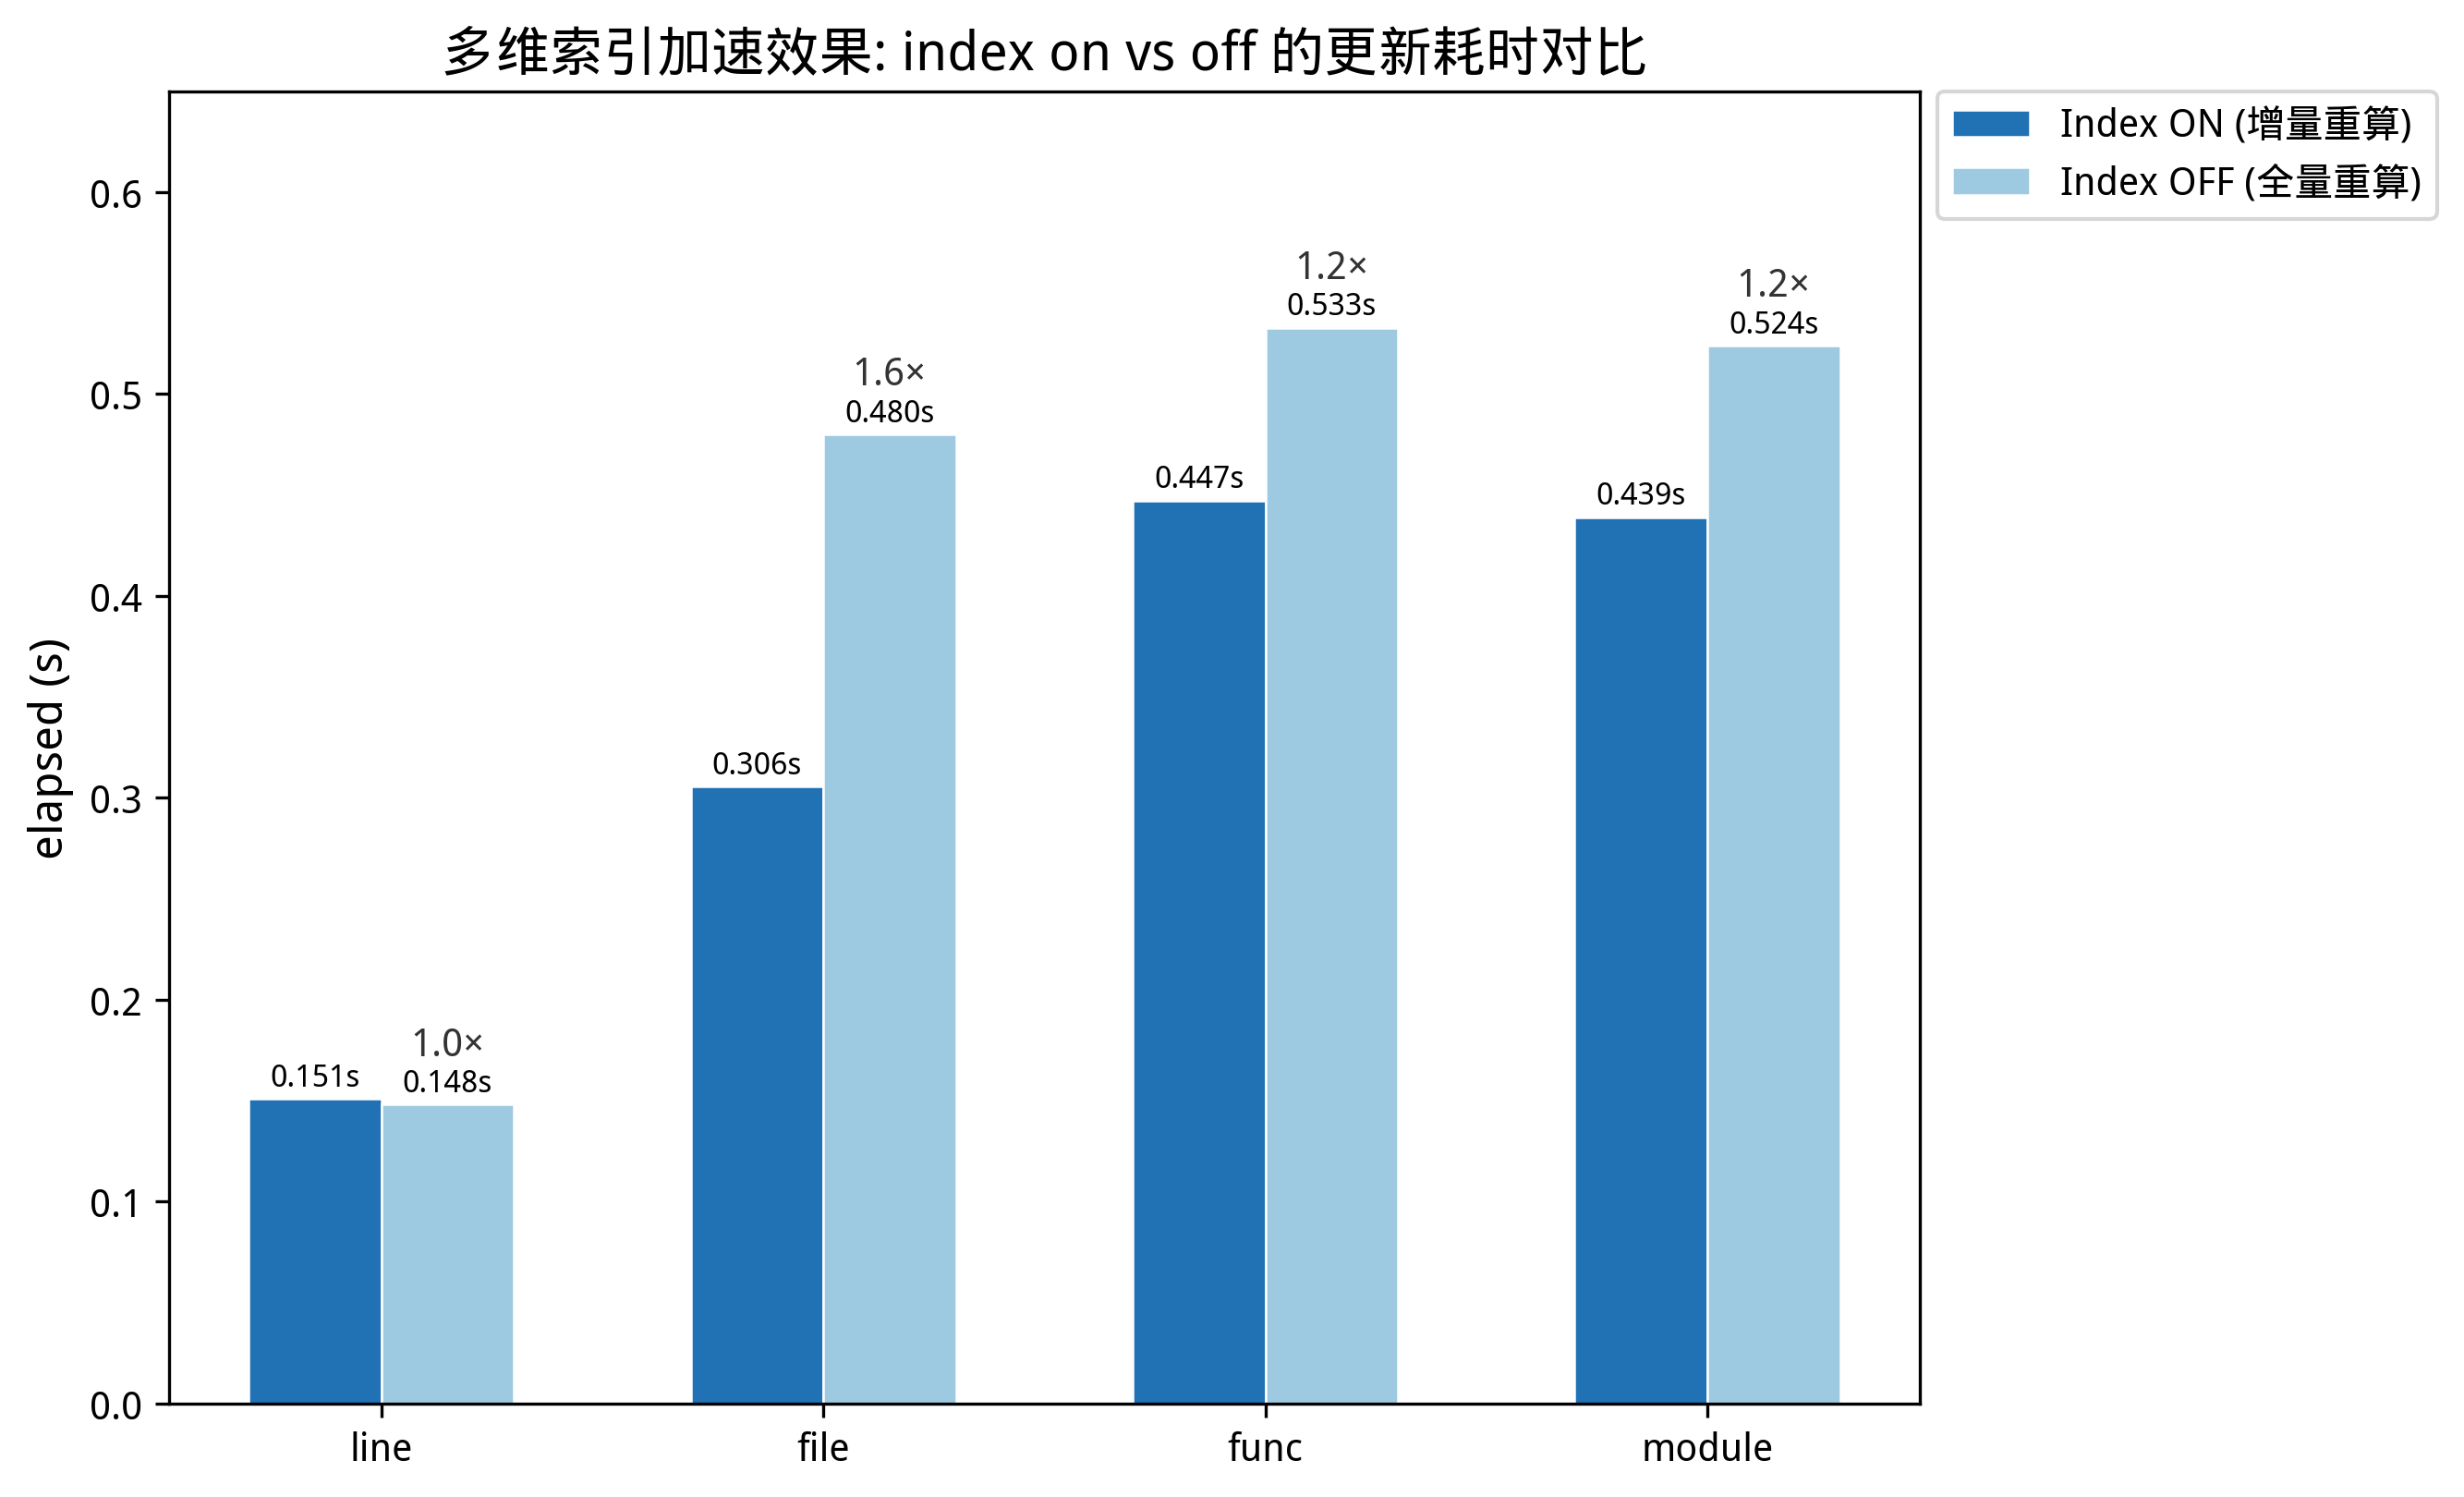 多维索引加速效果: index on vs off 的更新耗时对比
Index ON (增量重算)
Index OFF (全量重算)
elapsed (s)
0.6
0.5
0.4
0.3
0.2
0.1
0.0
0.151s
1.0×
0.148s
0.306s
1.6×
0.480s
0.447s
1.2×
0.533s
0.439s
1.2×
0.524s
line
file
func
module